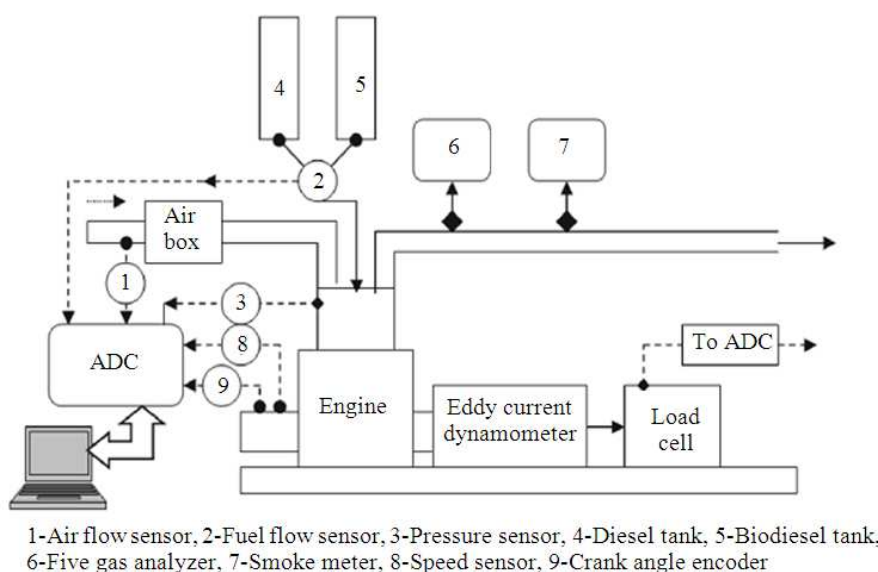 4
5
6
7
2
Air
box
1
3
To ADC
8
ADC
9
Engine
Eddy current
dynamometer
Load
cell
1-Air flow sensor, 2-Fuel flow sensor, 3-Pressure sensor, 4-Diesel tank, 5-Biodiesel tank,
6-Five gas analyzer, 7-Smoke meter, 8-Speed sensor, 9-Crank angle encoder